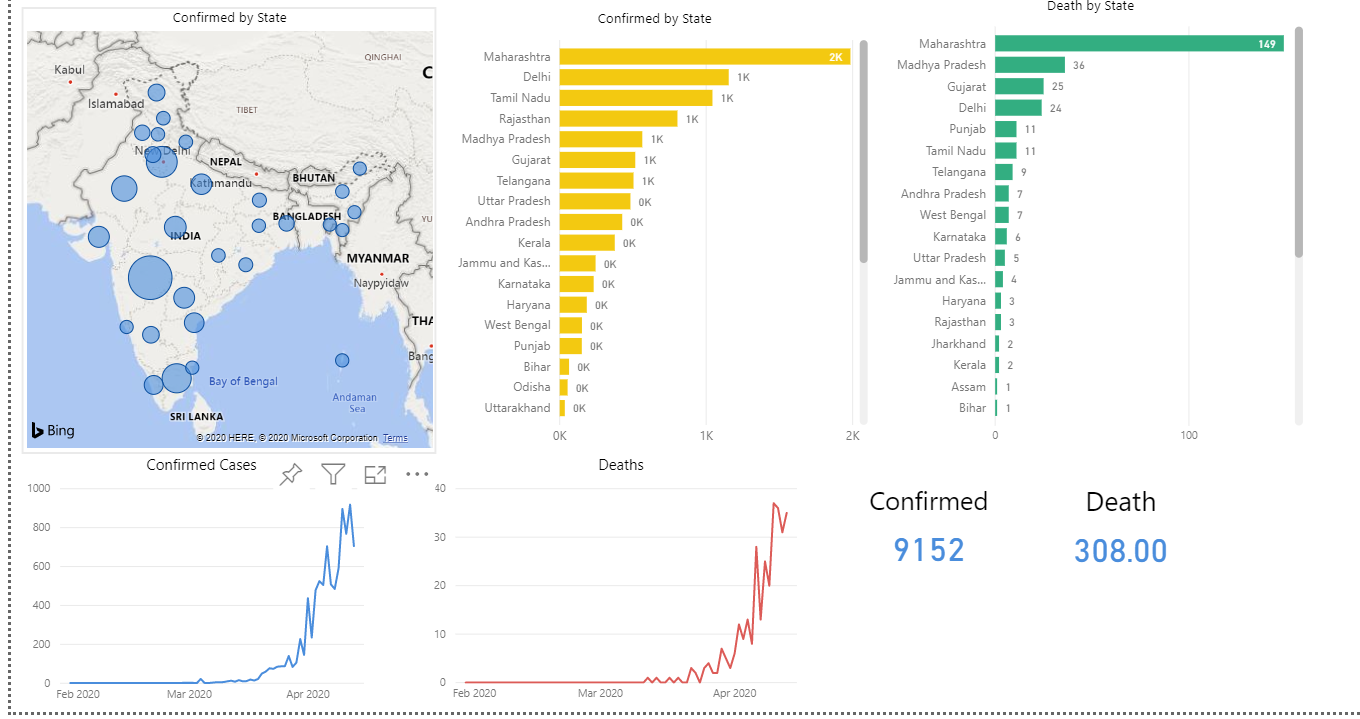 Confirmed by State
Kabul
Islamabad
QINGHAI
C
TIBET
New Delhi
NEPAL
Kathmandu
BHUTAN
BANGLADESH
YU
INDIA
MYANMAR
Naypyidaw
THA
Bang
Bay of Bengal
Andaman
Sea
SRI LANKA
Bing
© 2020 HERE, © 2020 Microsoft Corporation Terms
Confirmed by State
Maharashtra 2K
Delhi 1K
Tamil Nadu 1K
Rajasthan 1K
Madhya Pradesh 1K
Gujarat 1K
Telangana 1K
Uttar Pradesh 0K
Andhra Pradesh 0K
Kerala 0K
Jammu and Kas... 0K
Karnataka 0K
Haryana 0K
West Bengal 0K
Punjab 0K
Bihar 0K
Odisha 0K
Uttarakhand 0K
0K 1K 2K
Death by State
Maharashtra 149
Madhya Pradesh 36
Gujarat 25
Delhi 24
Punjab 11
Tamil Nadu 11
Telangana 9
Andhra Pradesh 7
West Bengal 7
Karnataka 6
Uttar Pradesh 5
Jammu and Kas... 4
Haryana 3
Rajasthan 3
Jharkhand 2
Kerala 2
Assam 1
Bihar 1
0 100
Confirmed Cases
1000
800
600
400
200
0
Feb 2020 Mar 2020 Apr 2020
Deaths
40
30
20
10
0
Feb 2020 Mar 2020 Apr 2020
Confirmed
9152
Death
308.00